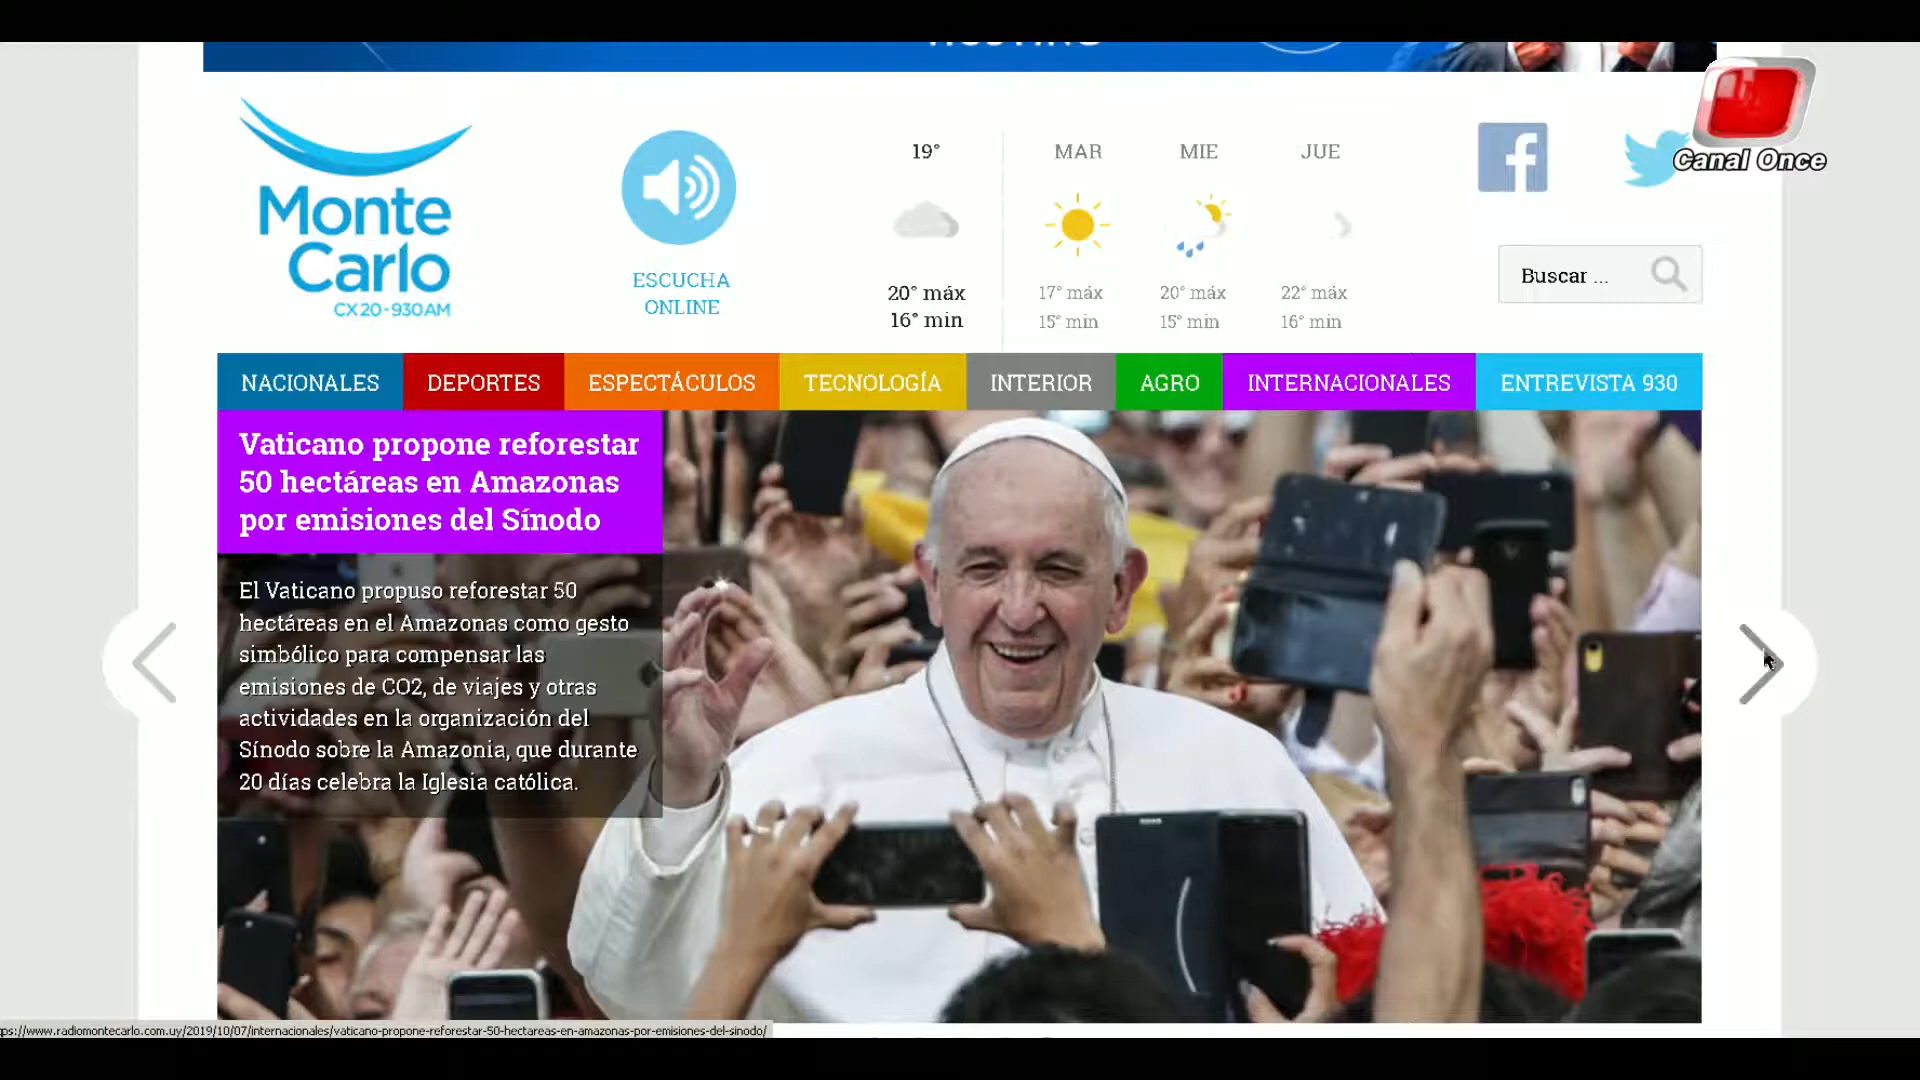 Canal Once
Monte
Carlo
CX20-930AM
ESCUCHA
ONLINE
19°
20° máx
16° min
MAR
17° máx
15° min
MIE
20° máx
15° min
JUE
22° máx
16° min
Buscar ...
NACIONALES
DEPORTES
ESPECTÁCULOS
TECNOLOGÍA
INTERIOR
AGRO
INTERNACIONALES
ENTREVISTA 930
Vaticano propone reforestar
50 hectáreas en Amazonas
por emisiones del Sínodo
El Vaticano propuso reforestar 50
hectáreas en el Amazonas como gesto
simbólico para compensar las
emisiones de CO2, de viajes y otras
actividades en la organización del
Sínodo sobre la Amazonia, que durante
20 días celebra la Iglesia católica.
ps://www.radiomontecarlo.com.uy/2019/10/07/internacionales/vaticano-propone-reforestar-50-hectareas-en-amazonas-por-emisiones-del-sinodo/